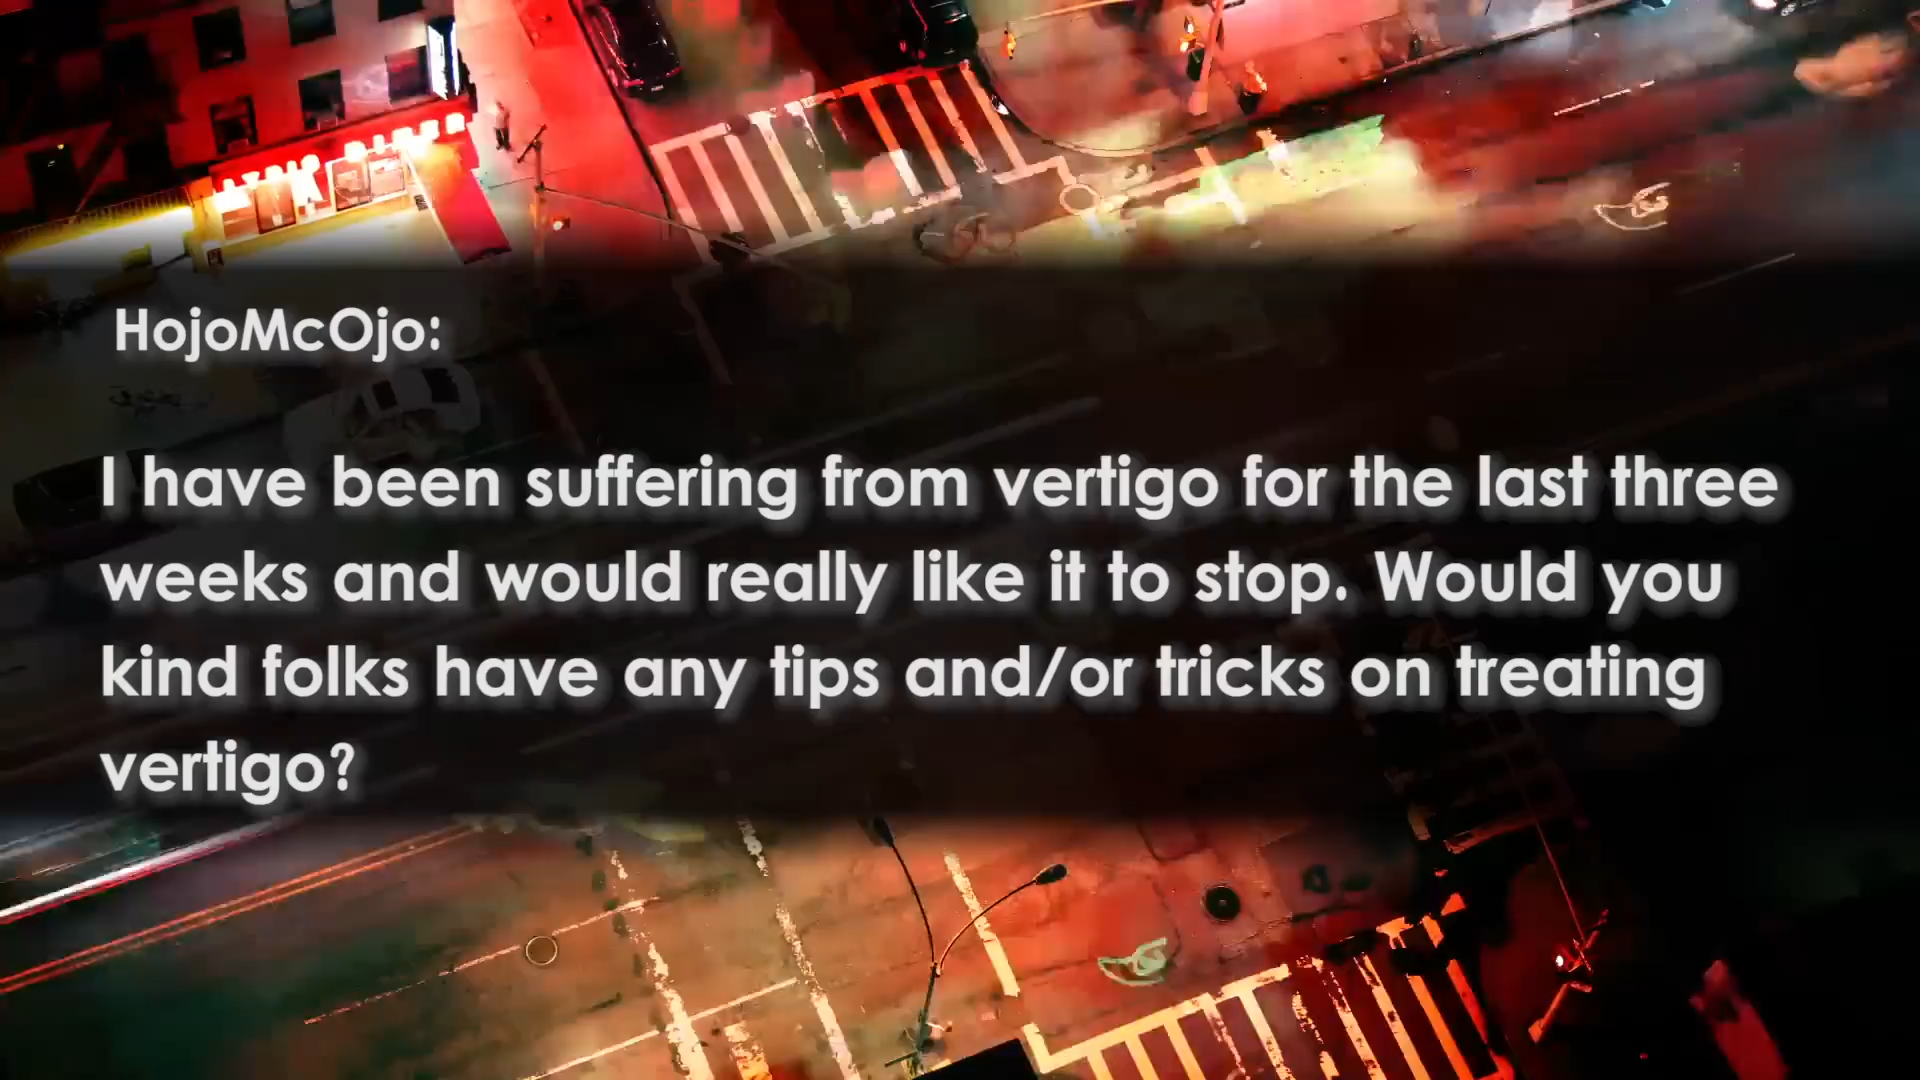 HojoMcOjo:
I have been suffering from vertigo for the last three
weeks and would really like it to stop. Would you
kind folks have any tips and/or tricks on treating
vertigo?